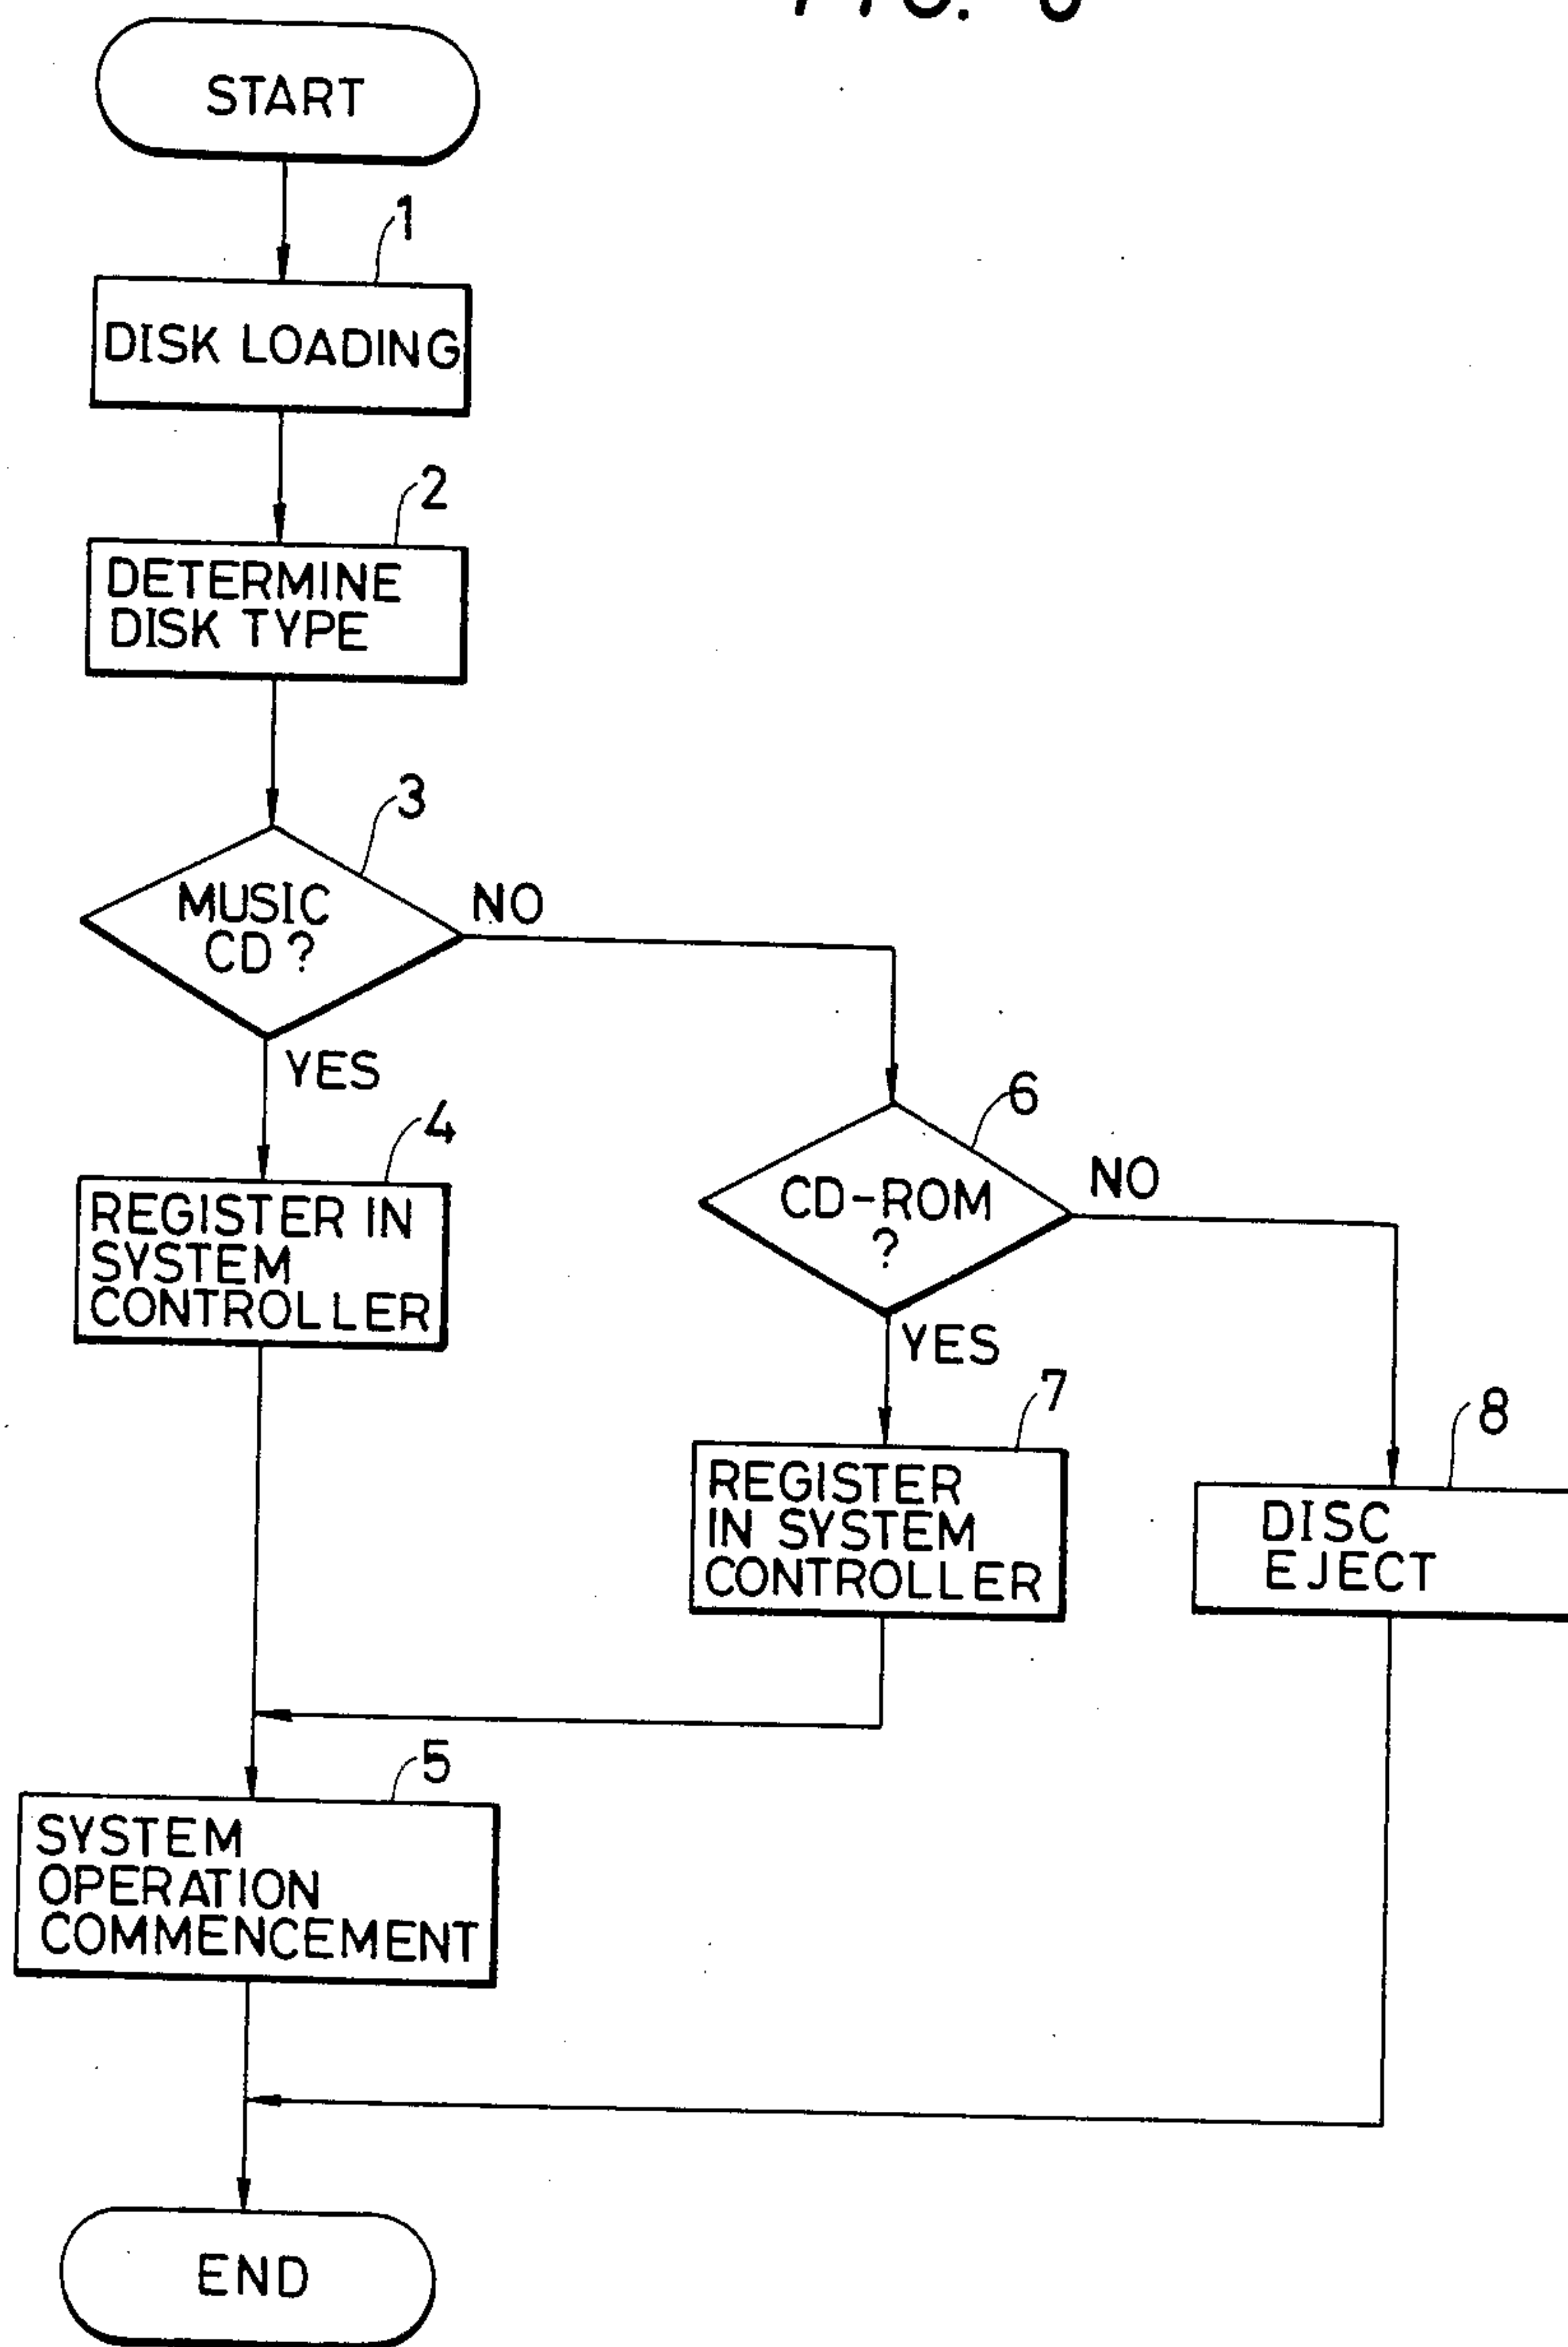 START
1
DISK LOADING
2
DETERMINE
DISK TYPE
3
MUSIC
CD?
NO
YES
4
REGISTER IN
SYSTEM
CONTROLLER
6
CD-ROM
?
NO
YES
7
REGISTER
IN SYSTEM
CONTROLLER
8
DISC
EJECT
5
SYSTEM
OPERATION
COMMENCEMENT
END